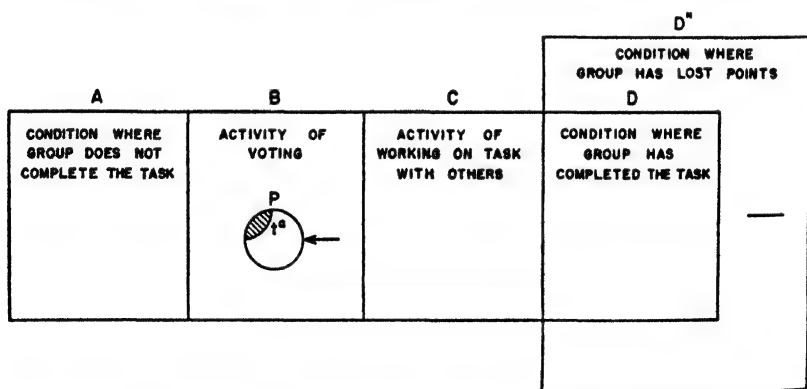 D"
CONDITION WHERE
GROUP HAS LOST POINTS
A B C D
CONDITION WHERE
GROUP DOES NOT
COMPLETE THE TASK
ACTIVITY OF
VOTING
P
a
ACTIVITY OF
WORKING ON TASK
WITH OTHERS
CONDITION WHERE
GROUP HAS
COMPLETED THE TASK